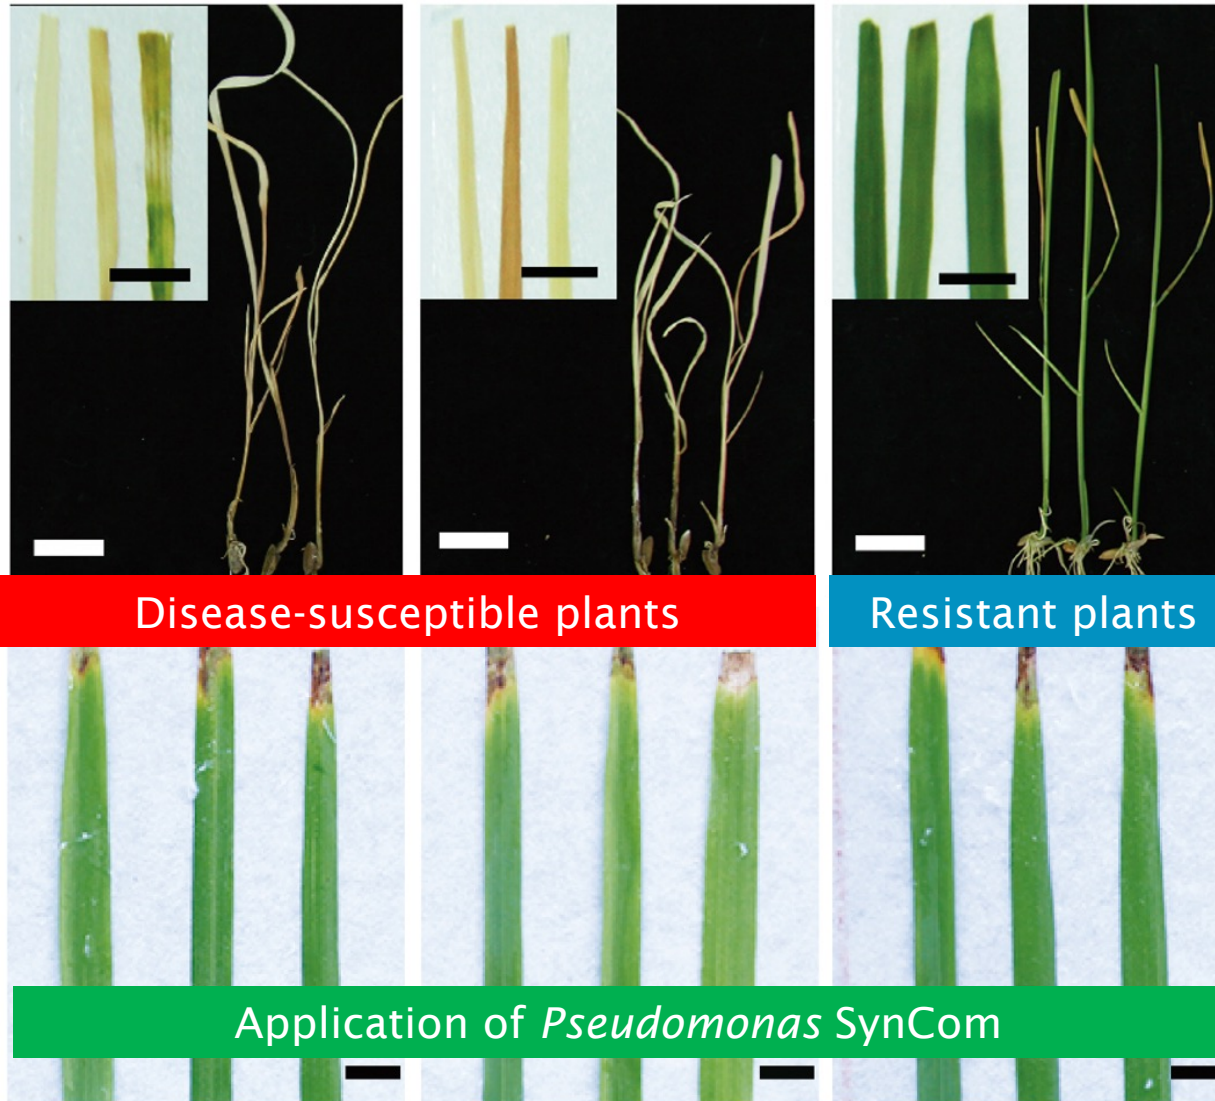 Disease-susceptible plants
Resistant plants
Application of Pseudomonas SynCom